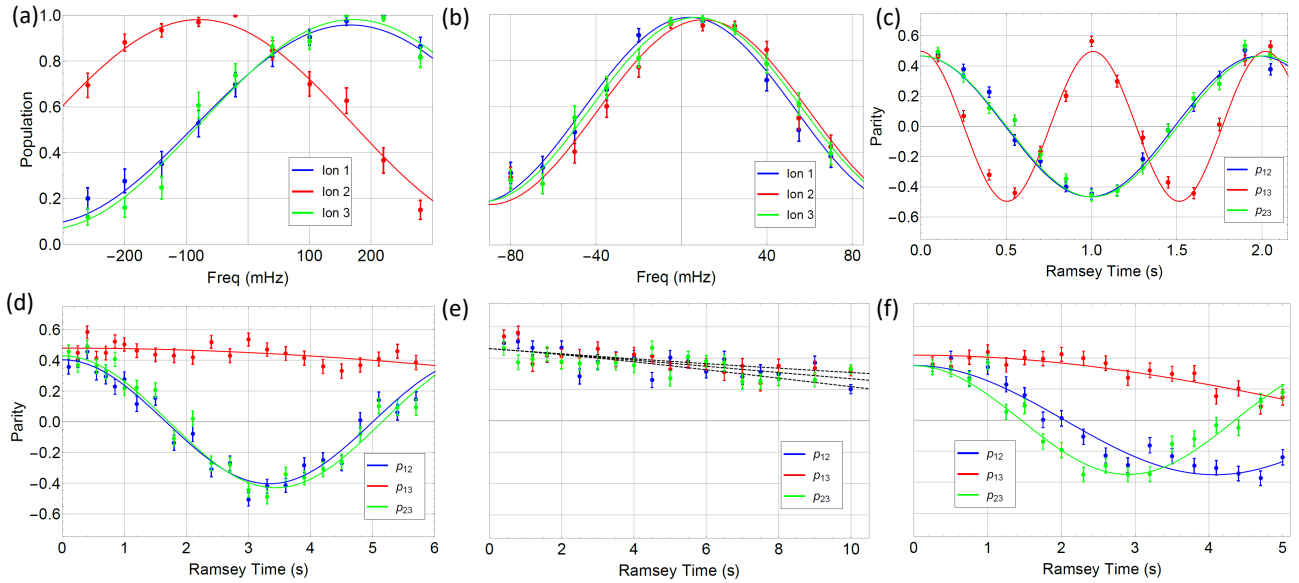 (a)
Population
1.0
0.8
0.6
0.4
0.2
0.0
Ion 1
Ion 2
Ion 3
−200
−100
0
100
200
Freq (mHz)
(b)
Ion 1
Ion 2
Ion 3
−80
−40
0
40
80
Freq (mHz)
(c)
Parity
0.6
0.4
0.2
0.0
−0.2
−0.4
−0.6
p12
p13
p23
0.0
0.5
1.0
1.5
2.0
Ramsey Time (s)
(d)
Parity
0.6
0.4
0.2
0.0
−0.2
−0.4
−0.6
p12
p13
p23
0
1
2
3
4
5
6
Ramsey Time (s)
(e)
p12
p13
p23
0
2
4
6
8
10
Ramsey Time (s)
(f)
p12
p13
p23
0
1
2
3
4
5
Ramsey Time (s)